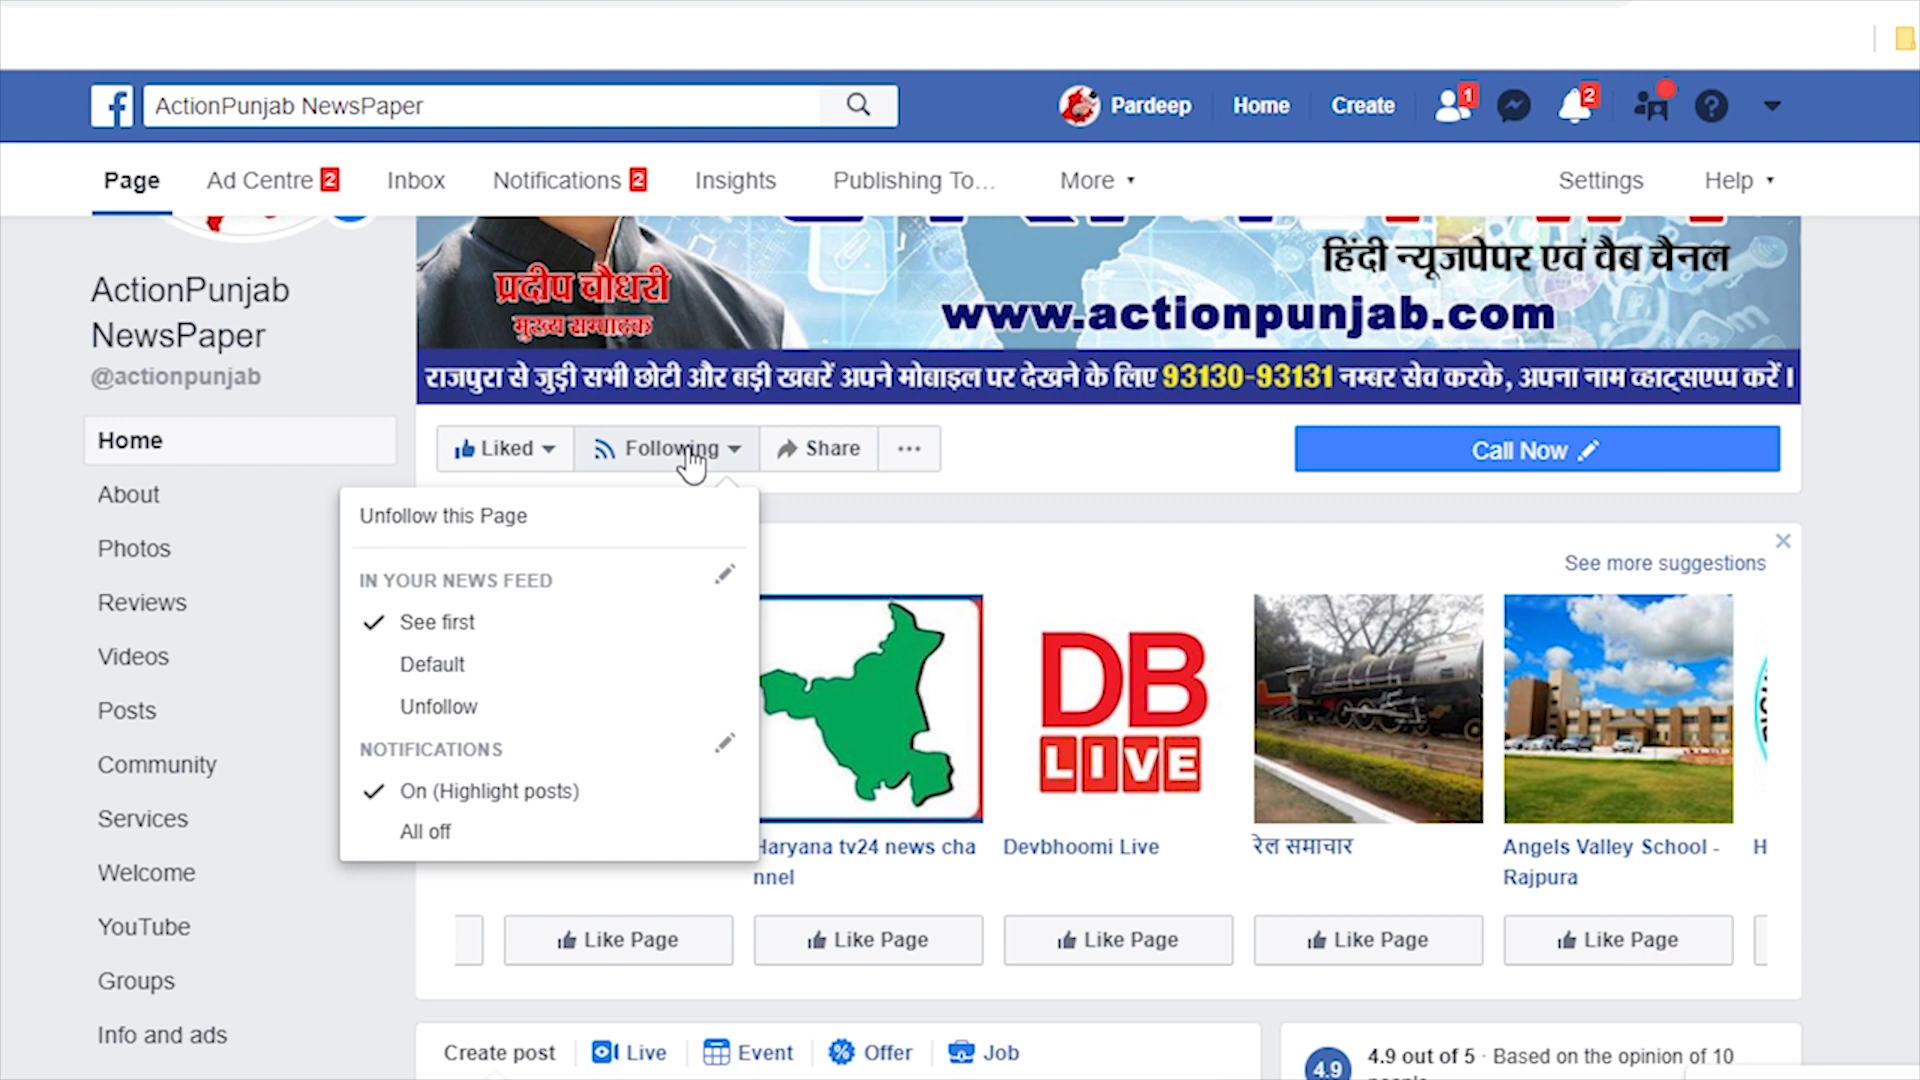 ActionPunjab NewsPaper
Pardeep
Home
Create
1
2
Page
Ad Centre 2
Inbox
Notifications 2
Insights
Publishing To...
More
Settings
Help
हिंदी न्यूजपेपर एवं वैब चैनल
प्रदीप चौधरी
मुख्य सम्पादक
www.actionpunjab.com
राजपुरा से जुड़ी सभी छोटी और बड़ी खबरें अपने मोबाइल पर देखने के लिए 93130-93131 नम्बर सेव करके, अपना नाम व्हाट्सएप्प करें।
ActionPunjab
NewsPaper
@actionpunjab
Home
About
Photos
Reviews
Videos
Posts
Community
Services
Welcome
YouTube
Groups
Info and ads
Liked
Following
Share
Call Now
Unfollow this Page
IN YOUR NEWS FEED
See first
Default
Unfollow
NOTIFICATIONS
On (Highlight posts)
All off
See more suggestions
DB
LIVE
Haryana tv24 news cha
nnel
Devbhoomi Live
रेल समाचार
Angels Valley School -
Rajpura
H
Like Page
Like Page
Like Page
Like Page
Like Page
Create post
Live
Event
Offer
Job
4.9
4.9 out of 5 · Based on the opinion of 10